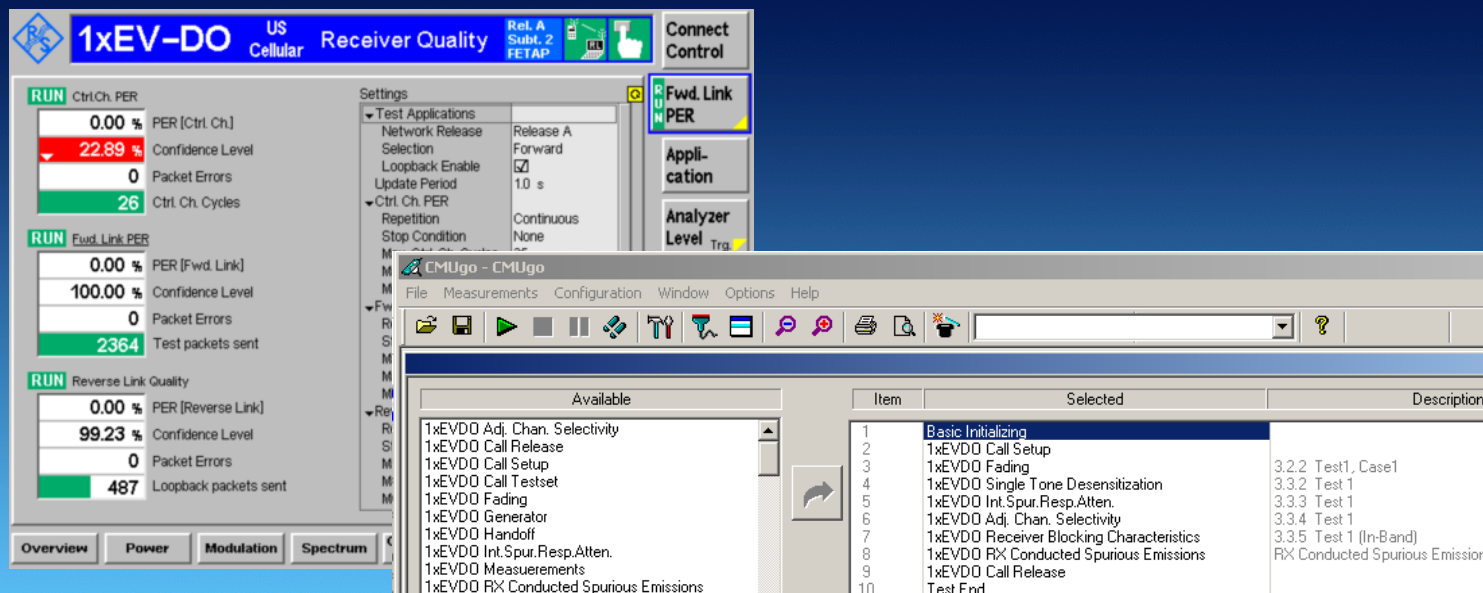 1xEV-DO US Cellular Receiver Quality Rel. A Subt. 2 FETAP
Connect Control
RUN Ctrl.Ch. PER
0.00 % PER [Ctrl. Ch.]
22.89 % Confidence Level
0 Packet Errors
26 Ctrl. Ch. Cycles
RUN Fwd. Link PER
0.00 % PER [Fwd. Link]
100.00 % Confidence Level
0 Packet Errors
2364 Test packets sent
RUN Reverse Link Quality
0.00 % PER [Reverse Link]
99.23 % Confidence Level
0 Packet Errors
487 Loopback packets sent
Settings
Test Applications
Network Release Release A
Selection Forward
Loopback Enable
Update Period 1.0 s
Ctrl. Ch. PER
Repetition Continuous
Stop Condition None
RUN Fwd. Link PER
Appli-
cation
Analyzer
Level Trg.
Overview Power Modulation Spectrum
CMUgo - CMUgo
File Measurements Configuration Window Options Help
Available
1xEVDO Adj. Chan. Selectivity
1xEVDO Call Release
1xEVDO Call Setup
1xEVDO Call Testset
1xEVDO Fading
1xEVDO Generator
1xEVDO Handoff
1xEVDO Int.Spur.Resp.Atten.
1xEVDO Measuerements
1xEVDO RX Conducted Spurious Emissions
Item Selected Description
1 Basic Initializing
2 1xEVDO Call Setup
3 1xEVDO Fading 3.2.2 Test1, Case1
4 1xEVDO Single Tone Desensitization 3.3.2 Test 1
5 1xEVDO Int.Spur.Resp.Atten. 3.3.3 Test 1
6 1xEVDO Adj. Chan. Selectivity 3.3.4 Test 1
7 1xEVDO Receiver Blocking Characteristics 3.3.5 Test 1 (In-Band)
8 1xEVDO RX Conducted Spurious Emissions RX Conducted Spurious Emission
9 1xEVDO Call Release
10 Test End